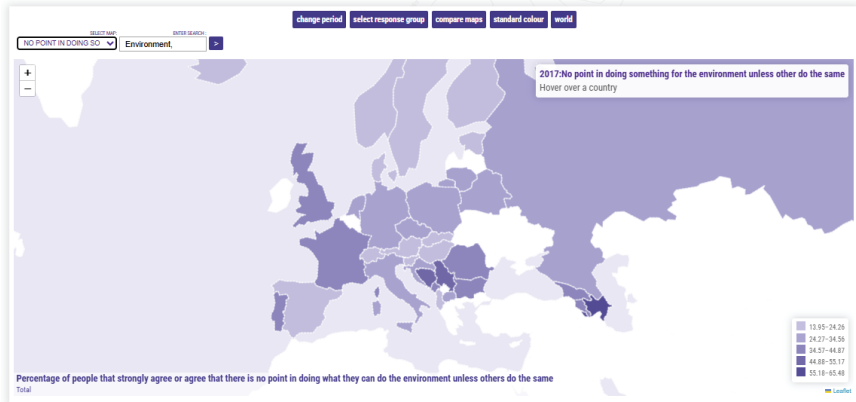 change period
select response group
compare maps
standard colour
world
SELECT MAP:
ENTER SEARCH:
NO POINT IN DOING SO
Environment,
>
+
−
2017:No point in doing something for the environment unless other do the same
Hover over a country
13.95–24.26
24.27–34.56
34.57–44.87
44.88–55.17
55.18–65.48
Percentage of people that strongly agree or agree that there is no point in doing what they can do the environment unless others do the same
Total
Leaflet